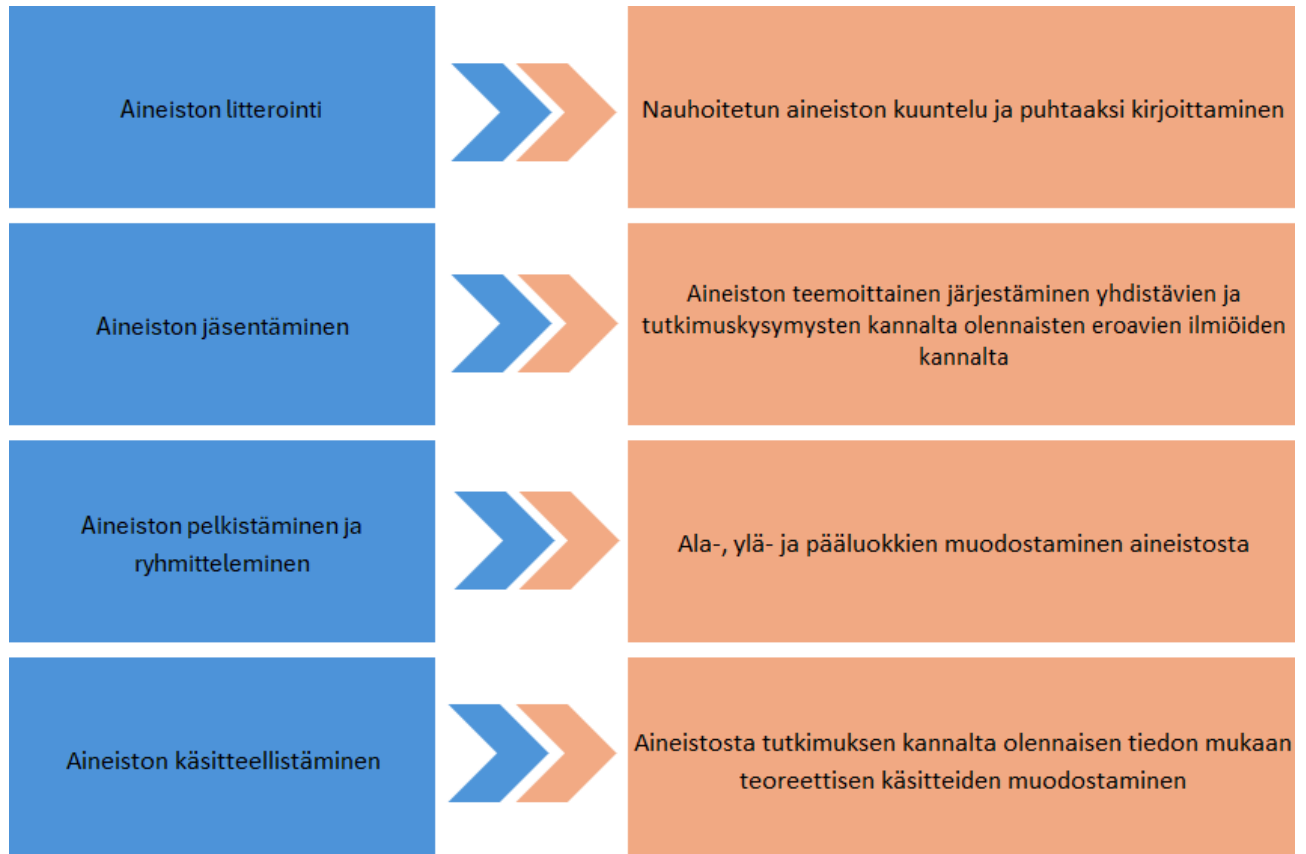 Aineiston litterointi
Nauhoitetun aineiston kuuntelu ja puhtaaksi kirjoittaminen
Aineiston jäsentäminen
Aineiston teemoittainen järjestäminen yhdistävien ja
tutkimuskysymysten kannalta olennaisten eroavien ilmiöiden
kannalta
Aineiston pelkistäminen ja
ryhmitteleminen
Ala-, ylä- ja pääluokkien muodostaminen aineistosta
Aineiston käsitteellistäminen
Aineistosta tutkimuksen kannalta olennaisen tiedon mukaan
teoreettisen käsitteiden muodostaminen